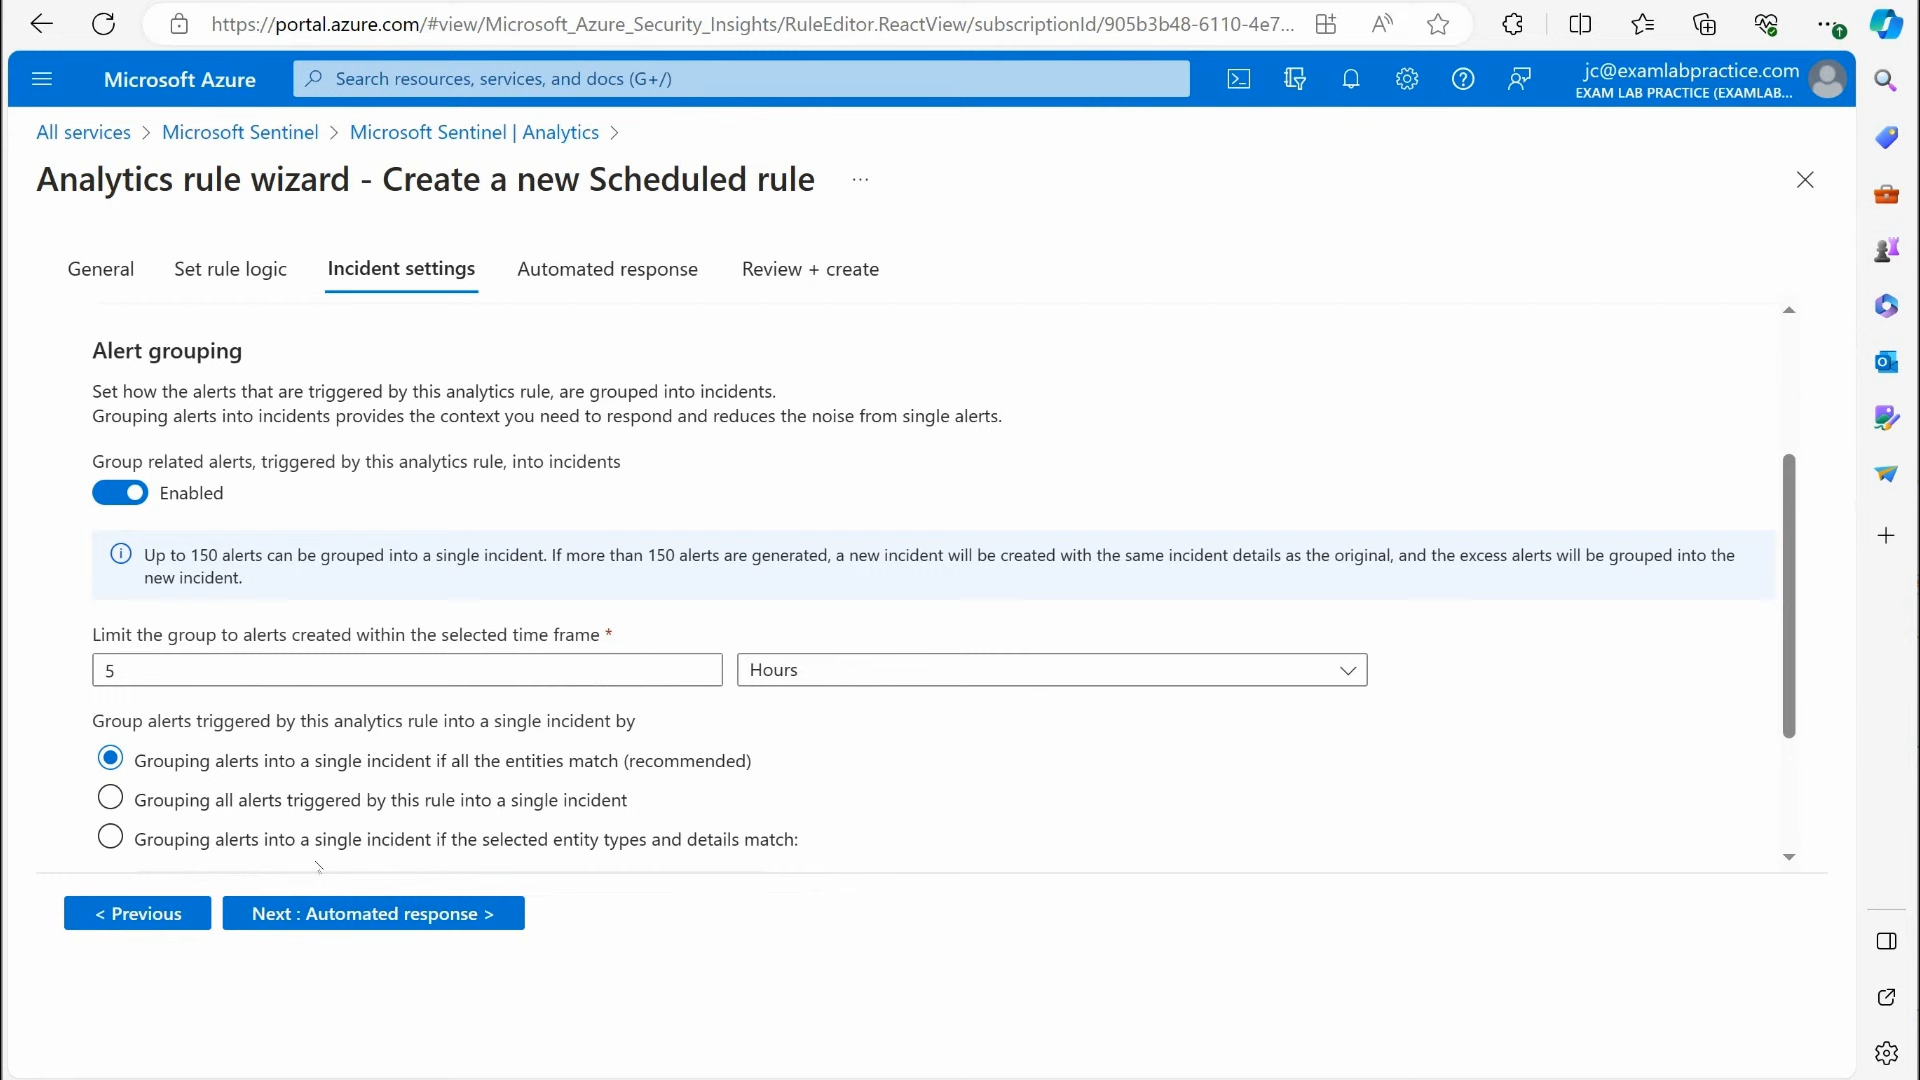 https://portal.azure.com/#view/Microsoft_Azure_Security_Insights/RuleEditor.ReactView/subscriptionId/905b3b48-6110-4e7...
Microsoft Azure
Search resources, services, and docs (G+/)
jc@examlabpractice.com
EXAM LAB PRACTICE (EXAMLAB...
All services > Microsoft Sentinel > Microsoft Sentinel | Analytics >
Analytics rule wizard - Create a new Scheduled rule ...
General
Set rule logic
Incident settings
Automated response
Review + create
Alert grouping
Set how the alerts that are triggered by this analytics rule, are grouped into incidents.
Grouping alerts into incidents provides the context you need to respond and reduces the noise from single alerts.
Group related alerts, triggered by this analytics rule, into incidents
Enabled
Up to 150 alerts can be grouped into a single incident. If more than 150 alerts are generated, a new incident will be created with the same incident details as the original, and the excess alerts will be grouped into the
new incident.
Limit the group to alerts created within the selected time frame *
5
Hours
Group alerts triggered by this analytics rule into a single incident by
Grouping alerts into a single incident if all the entities match (recommended)
Grouping all alerts triggered by this rule into a single incident
Grouping alerts into a single incident if the selected entity types and details match:
< Previous
Next : Automated response >